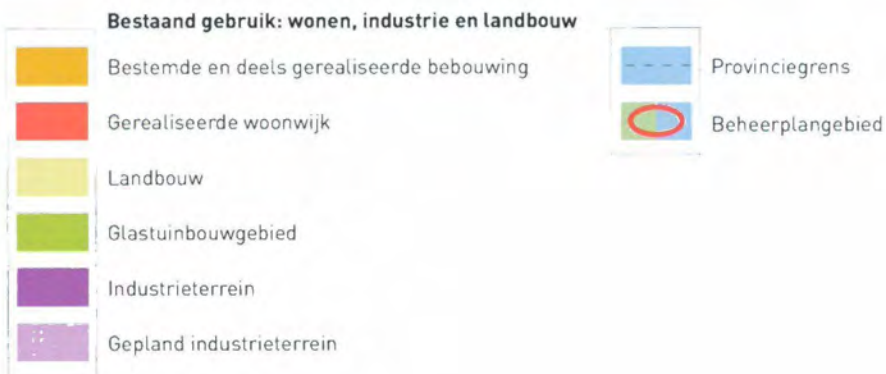 Bestaand gebruik: wonen, industrie en landbouw
Bestemde en deels gerealiseerde bebouwing
Gerealiseerde woonwijk
Landbouw
Glastuinbouwgebied
Industrieterrein
Gepland industrieterrein
Provinciegrens
Beheerplangebied